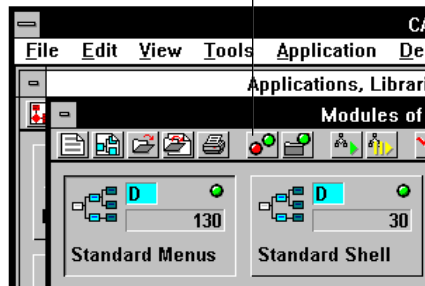 CA
File Edit View Tools Application De
Applications, Librari
Modules of
D
130
Standard Menus
D
30
Standard Shell